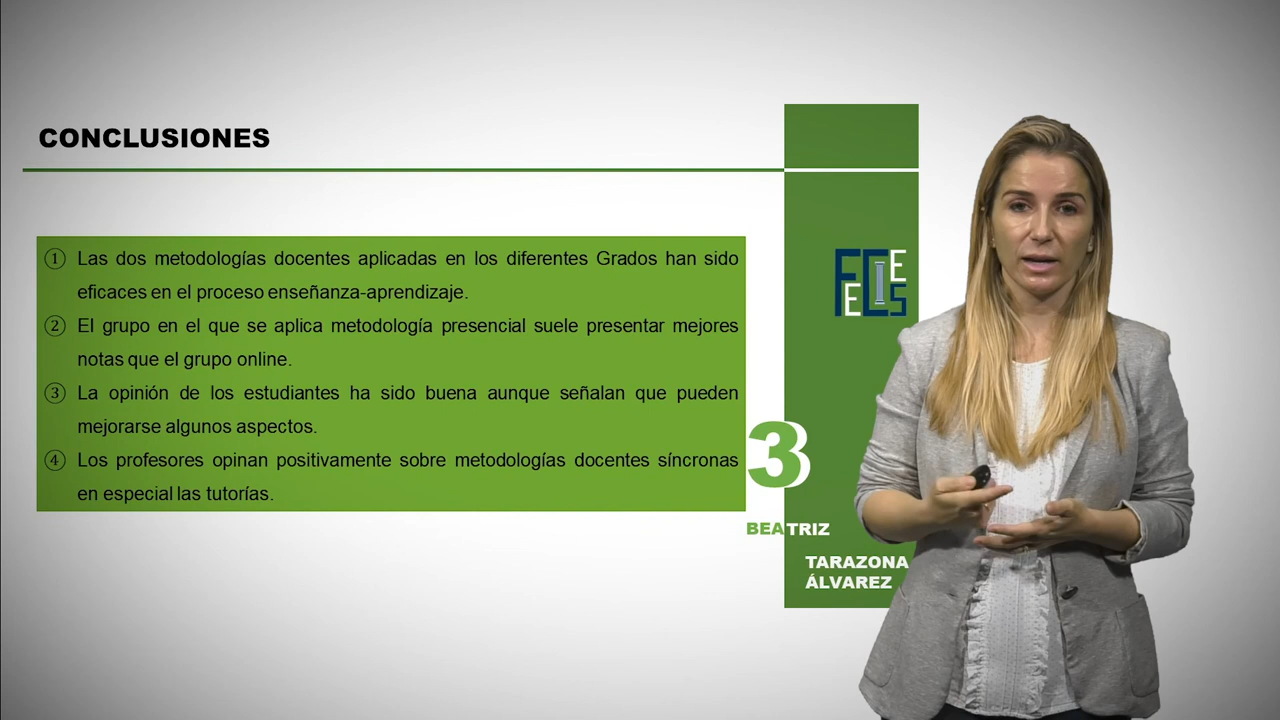 CONCLUSIONES
① Las dos metodologías docentes aplicadas en los diferentes Grados han sido
eficaces en el proceso enseñanza-aprendizaje.
② El grupo en el que se aplica metodología presencial suele presentar mejores
notas que el grupo online.
③ La opinión de los estudiantes ha sido buena aunque señalan que pueden
mejorarse algunos aspectos.
④ Los profesores opinan positivamente sobre metodologías docentes síncronas
en especial las tutorías.
FECIES
3
BEATRIZ
TARAZONA
ÁLVAREZ